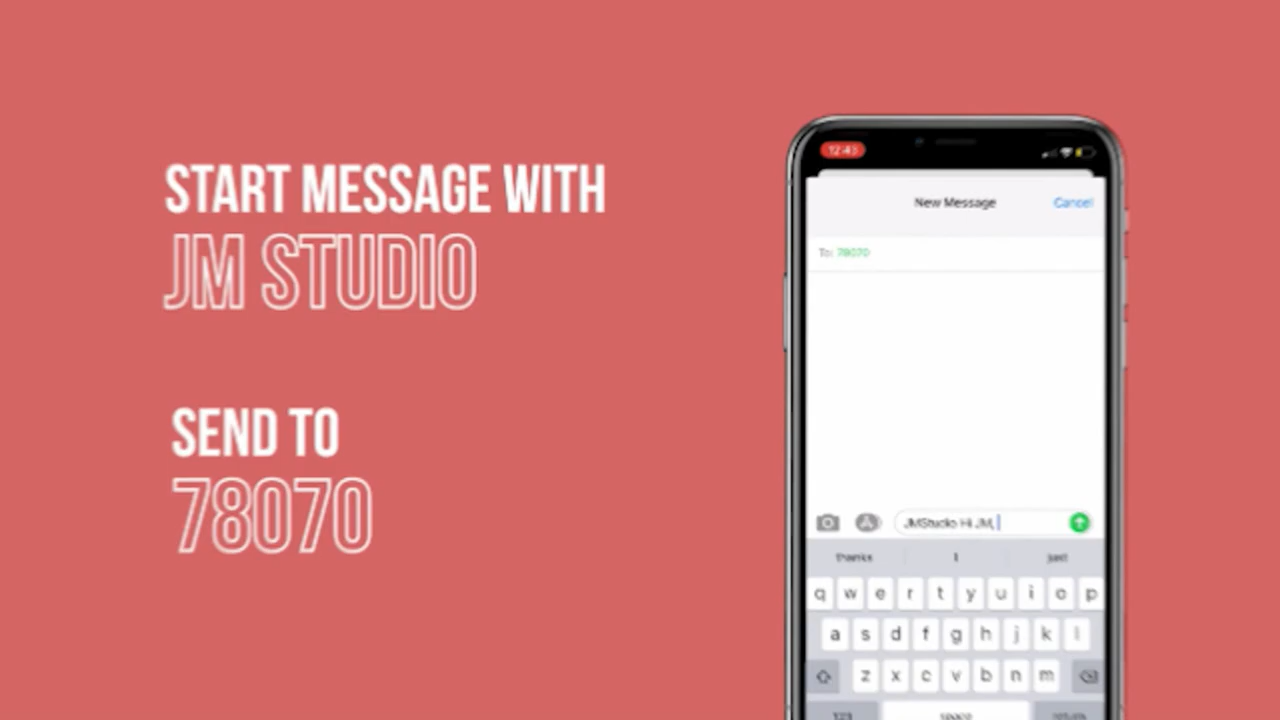 START MESSAGE WITH
JM STUDIO
SEND TO
78070
12:43
New Message
Cancel
To: 78070
JMStudio Hi JM,
thanks I just
q w e r t y u i o p
a s d f g h j k l
z x c v b n m
123 space return